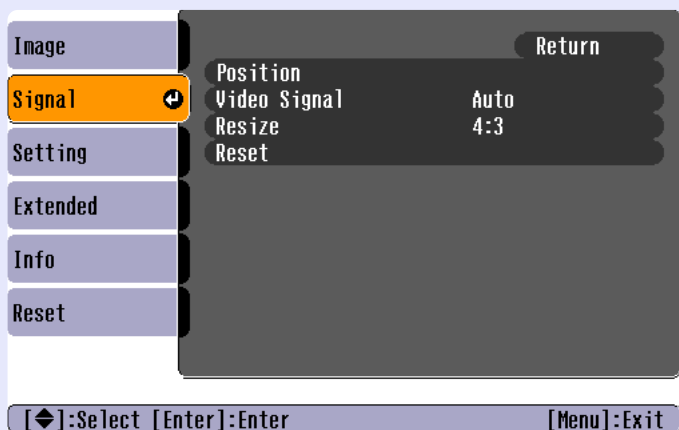 Image
Signal
Setting
Extended
Info
Reset
Return
Position
Video Signal Auto
Resize 4:3
Reset
[◆]:Select [Enter]:Enter [Menu]:Exit